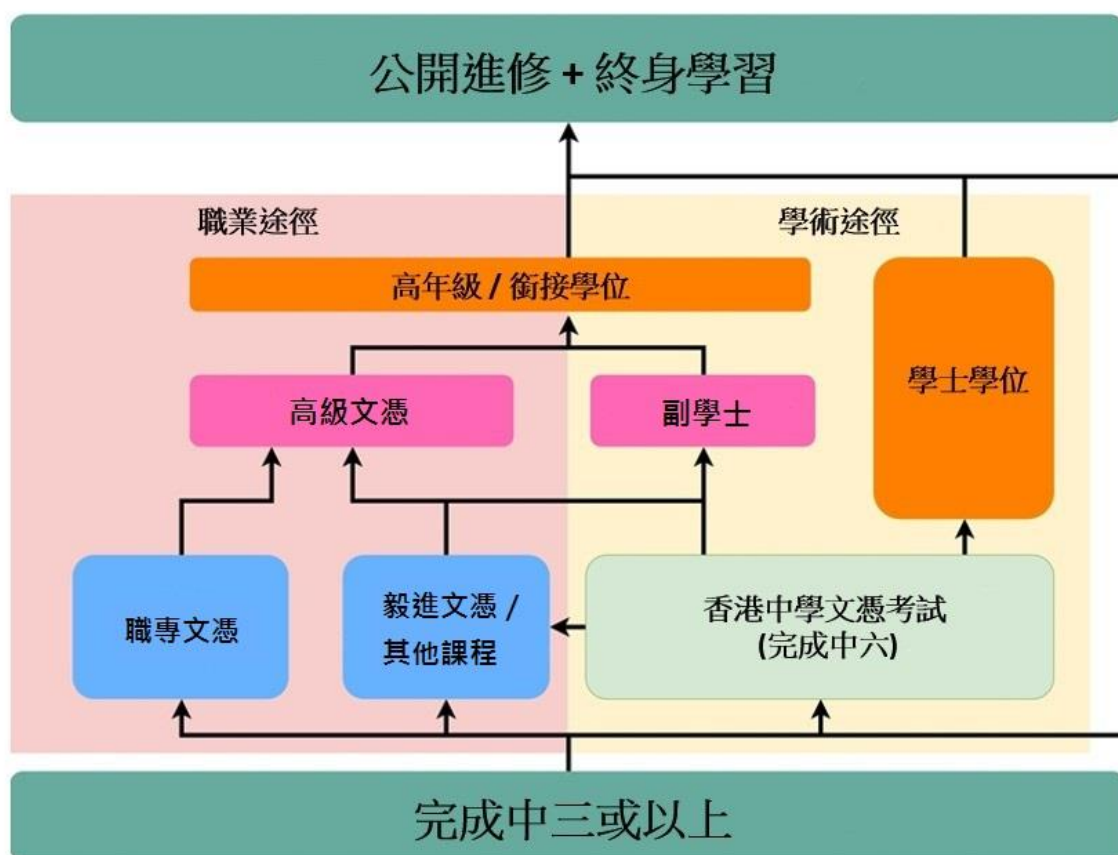 公開進修 + 終身學習
職業途徑
學術途徑
高年級 / 銜接學位
學士學位
高級文憑
副學士
職專文憑
毅進文憑 /
其他課程
香港中學文憑考試
(完成中六)
完成中三或以上